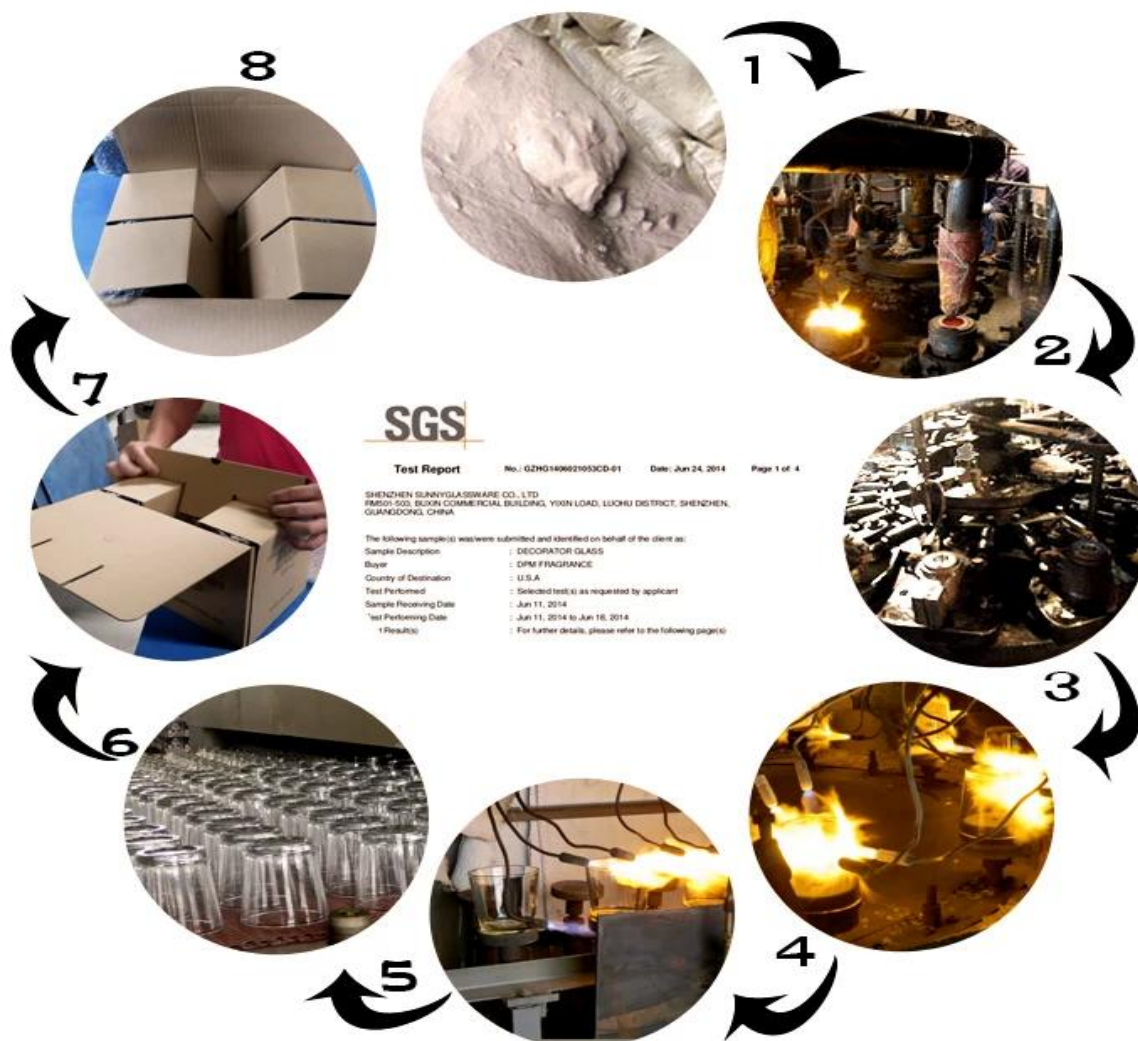 8
1
2
7
SGS
Test Report No.: GZHG1406021053CD-01 Date: Jun 24, 2014 Page 1 of 4
SHENZHEN SUNNYGLASSWARE CO., LTD
RM501-503, BUXIN COMMERCIAL BUILDING, YIXIN LOAD, LUOHU DISTRICT, SHENZHEN,
GUANGDONG, CHINA
The following sample(s) was/were submitted and identified on behalf of the client as:
Sample Description : DECORATOR GLASS
Buyer : DPM FRAGRANCE
Country of Destination : U.S.A
Test Performed : Selected test(s) as requested by applicant
Sample Receiving Date : Jun 11, 2014
Test Performing Date : Jun 11, 2014 to Jun 18, 2014
Result(s) : For further details, please refer to the following page(s)
3
6
4
5